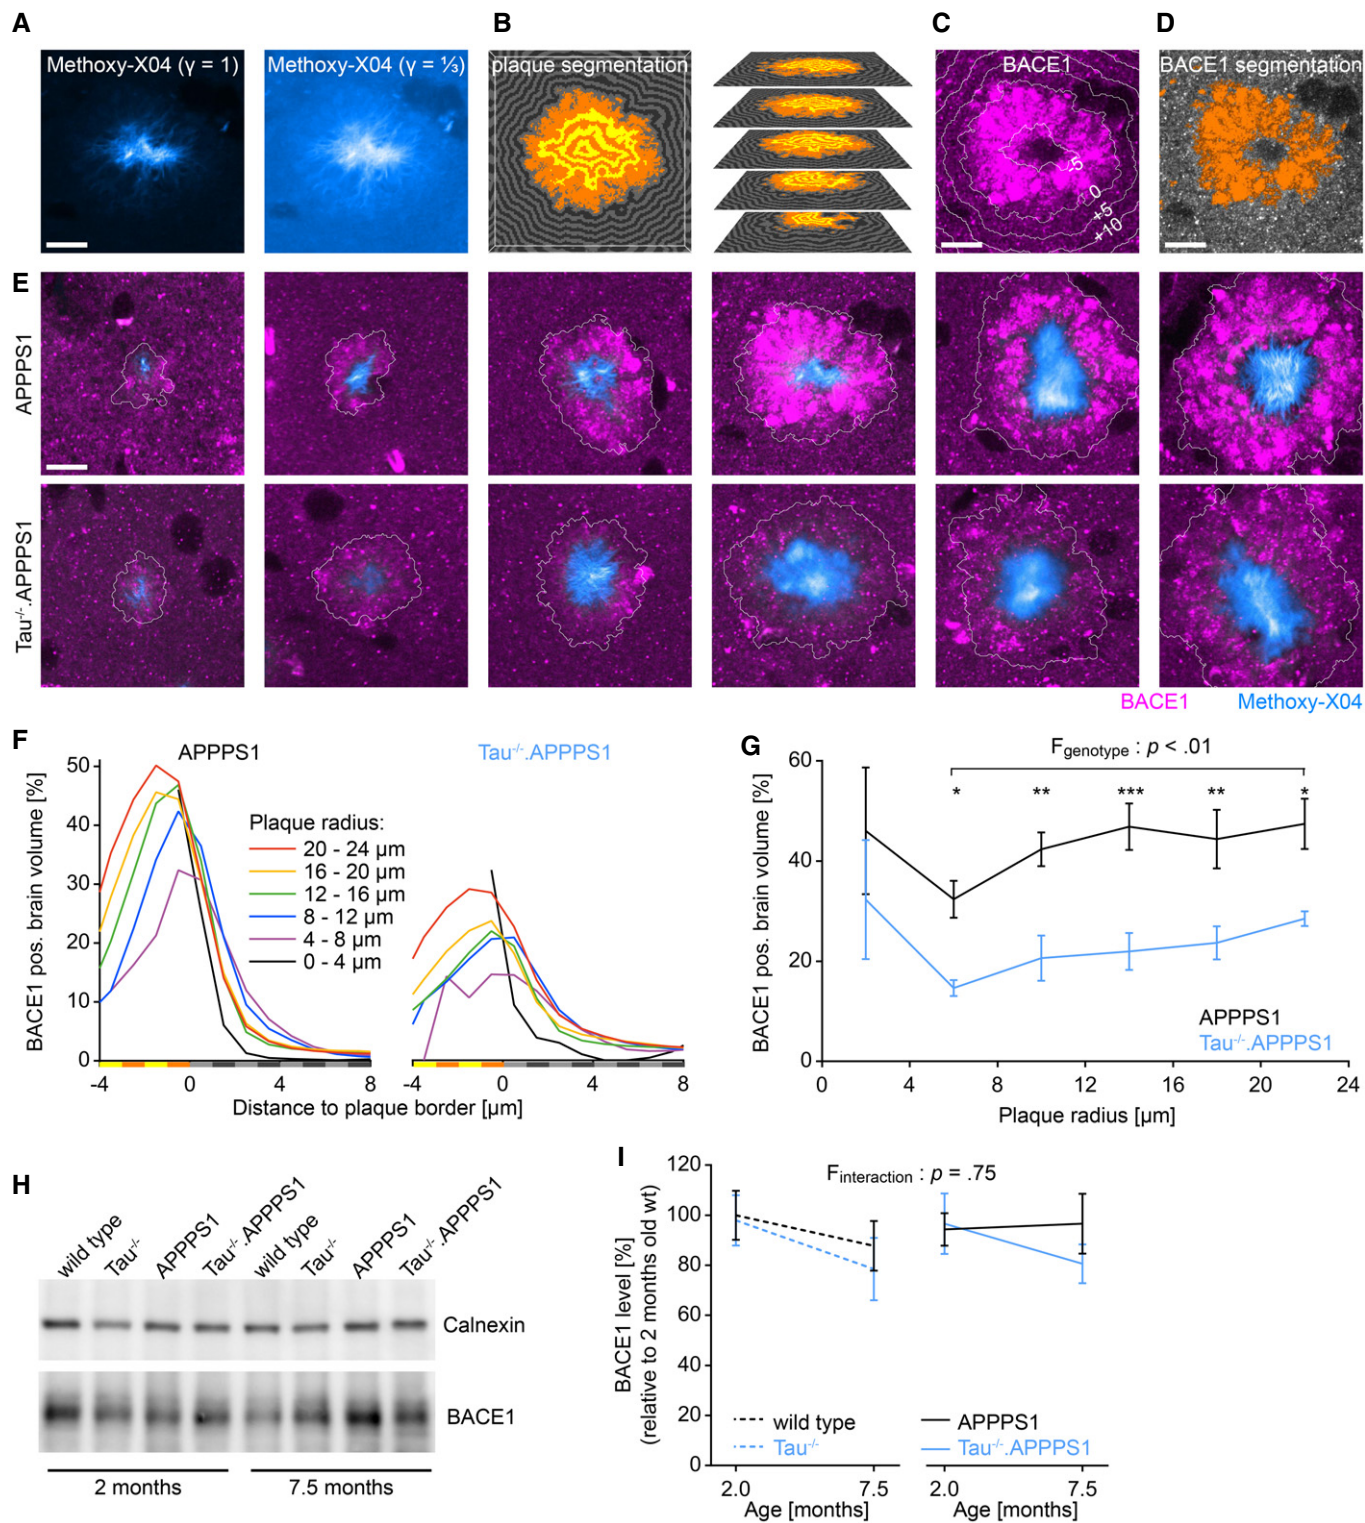 A
B
C
D
Methoxy-X04 (γ = 1)
Methoxy-X04 (γ = ⅓)
plaque segmentation
BACE1
BACE1 segmentation
-5
0
+5
+10
E
APPPS1
Tau⁻/⁻.APPPS1
BACE1
Methoxy-X04
F
APPPS1
Tau⁻/⁻.APPPS1
BACE1 pos. brain volume [%]
50
40
30
20
10
0
Plaque radius:
20 - 24 µm
16 - 20 µm
12 - 16 µm
8 - 12 µm
4 - 8 µm
0 - 4 µm
-4 0 4 8
-4 0 4 8
Distance to plaque border [µm]
G
Fgenotype : p < .01
* ** *** ** *
BACE1 pos. brain volume [%]
60
40
20
0
APPPS1
Tau⁻/⁻.APPPS1
0 4 8 12 16 20 24
Plaque radius [µm]
H
wild type
Tau⁻/⁻
APPPS1
Tau⁻/⁻.APPPS1
wild type
Tau⁻/⁻
APPPS1
Tau⁻/⁻.APPPS1
Calnexin
BACE1
2 months
7.5 months
I
Finteraction : p = .75
BACE1 level [%]
(relative to 2 months old wt)
120
100
80
60
40
20
0
wild type
Tau⁻/⁻
APPPS1
Tau⁻/⁻.APPPS1
2.0 7.5
2.0 7.5
Age [months]
Age [months]